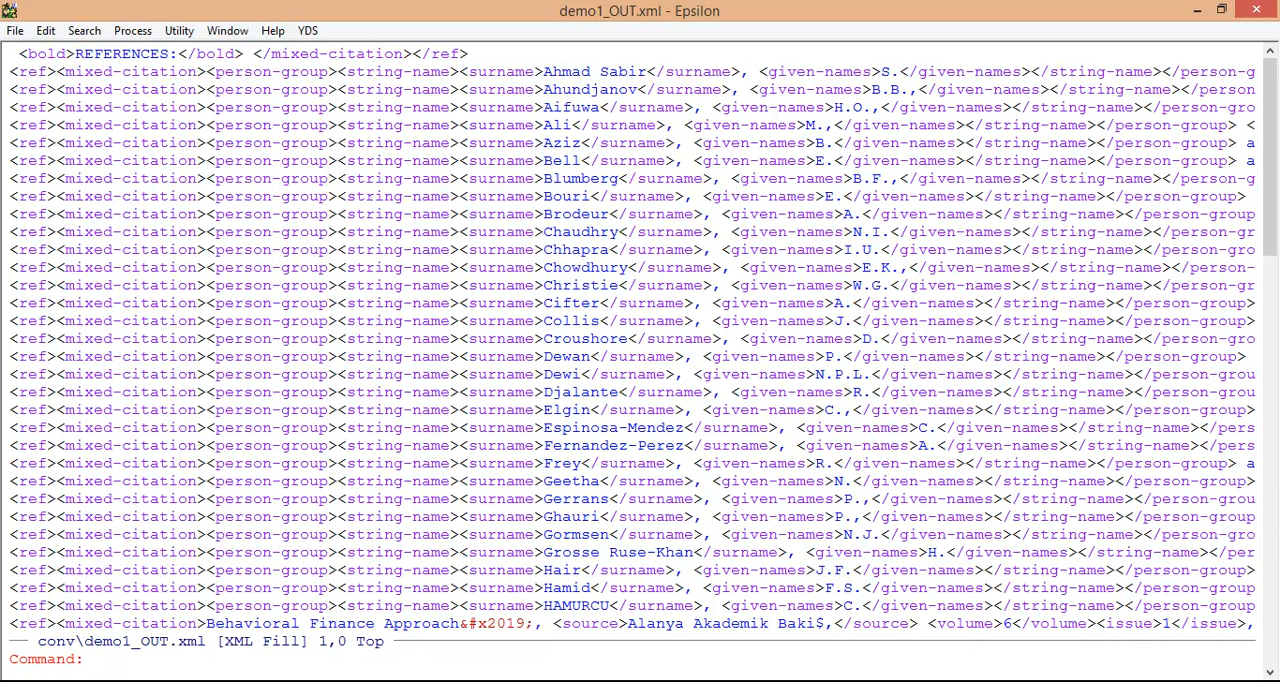 demo1_OUT.xml - Epsilon
File Edit Search Process Utility Window Help YDS
<bold>REFERENCES:</bold> </mixed-citation></ref>
<ref><mixed-citation><person-group><string-name><surname>Ahmad Sabir</surname>, <given-names>S.</given-names></string-name></person-g
<ref><mixed-citation><person-group><string-name><surname>Ahundjanov</surname>, <given-names>B.B.,</given-names></string-name></person
<ref><mixed-citation><person-group><string-name><surname>Aifuwa</surname>, <given-names>H.O.,</given-names></string-name></person-gro
<ref><mixed-citation><person-group><string-name><surname>Ali</surname>, <given-names>M.,</given-names></string-name></person-group> <
<ref><mixed-citation><person-group><string-name><surname>Aziz</surname>, <given-names>B.</given-names></string-name></person-group> a
<ref><mixed-citation><person-group><string-name><surname>Bell</surname>, <given-names>E.</given-names></string-name></person-group> a
<ref><mixed-citation><person-group><string-name><surname>Blumberg</surname>, <given-names>B.F.,</given-names></string-name></person-g
<ref><mixed-citation><person-group><string-name><surname>Bouri</surname>, <given-names>E.</given-names></string-name></person-group>
<ref><mixed-citation><person-group><string-name><surname>Brodeur</surname>, <given-names>A.</given-names></string-name></person-group
<ref><mixed-citation><person-group><string-name><surname>Chaudhry</surname>, <given-names>N.I.</given-names></string-name></person-gr
<ref><mixed-citation><person-group><string-name><surname>Chhapra</surname>, <given-names>I.U.</given-names></string-name></person-gro
<ref><mixed-citation><person-group><string-name><surname>Chowdhury</surname>, <given-names>E.K.,</given-names></string-name></person-
<ref><mixed-citation><person-group><string-name><surname>Christie</surname>, <given-names>W.G.</given-names></string-name></person-gr
<ref><mixed-citation><person-group><string-name><surname>Cifter</surname>, <given-names>A.</given-names></string-name></person-group>
<ref><mixed-citation><person-group><string-name><surname>Collis</surname>, <given-names>J.</given-names></string-name></person-group>
<ref><mixed-citation><person-group><string-name><surname>Croushore</surname>, <given-names>D.</given-names></string-name></person-gro
<ref><mixed-citation><person-group><string-name><surname>Dewan</surname>, <given-names>P.</given-names></string-name></person-group>
<ref><mixed-citation><person-group><string-name><surname>Dewi</surname>, <given-names>N.P.L.</given-names></string-name></person-grou
<ref><mixed-citation><person-group><string-name><surname>Djalante</surname>, <given-names>R.</given-names></string-name></person-grou
<ref><mixed-citation><person-group><string-name><surname>Elgin</surname>, <given-names>C.,</given-names></string-name></person-group>
<ref><mixed-citation><person-group><string-name><surname>Espinosa-Mendez</surname>, <given-names>C.</given-names></string-name></pers
<ref><mixed-citation><person-group><string-name><surname>Fernandez-Perez</surname>, <given-names>A.</given-names></string-name></pers
<ref><mixed-citation><person-group><string-name><surname>Frey</surname>, <given-names>R.</given-names></string-name></person-group> a
<ref><mixed-citation><person-group><string-name><surname>Geetha</surname>, <given-names>N.</given-names></string-name></person-group>
<ref><mixed-citation><person-group><string-name><surname>Gerrans</surname>, <given-names>P.,</given-names></string-name></person-grou
<ref><mixed-citation><person-group><string-name><surname>Ghauri</surname>, <given-names>P.,</given-names></string-name></person-group
<ref><mixed-citation><person-group><string-name><surname>Gormsen</surname>, <given-names>N.J.</given-names></string-name></person-gro
<ref><mixed-citation><person-group><string-name><surname>Grosse Ruse-Khan</surname>, <given-names>H.</given-names></string-name></per
<ref><mixed-citation><person-group><string-name><surname>Hair</surname>, <given-names>J.F.</given-names></string-name></person-group>
<ref><mixed-citation><person-group><string-name><surname>Hamid</surname>, <given-names>F.S.</given-names></string-name></person-group
<ref><mixed-citation><person-group><string-name><surname>HAMURCU</surname>, <given-names>C.</given-names></string-name></person-group
<ref><mixed-citation>Behavioral Finance Approach&#x2019;, <source>Alanya Akademik Baki$,</source> <volume>6</volume><issue>1</issue>,
conv\demo1_OUT.xml [XML Fill] 1,0 Top
Command: